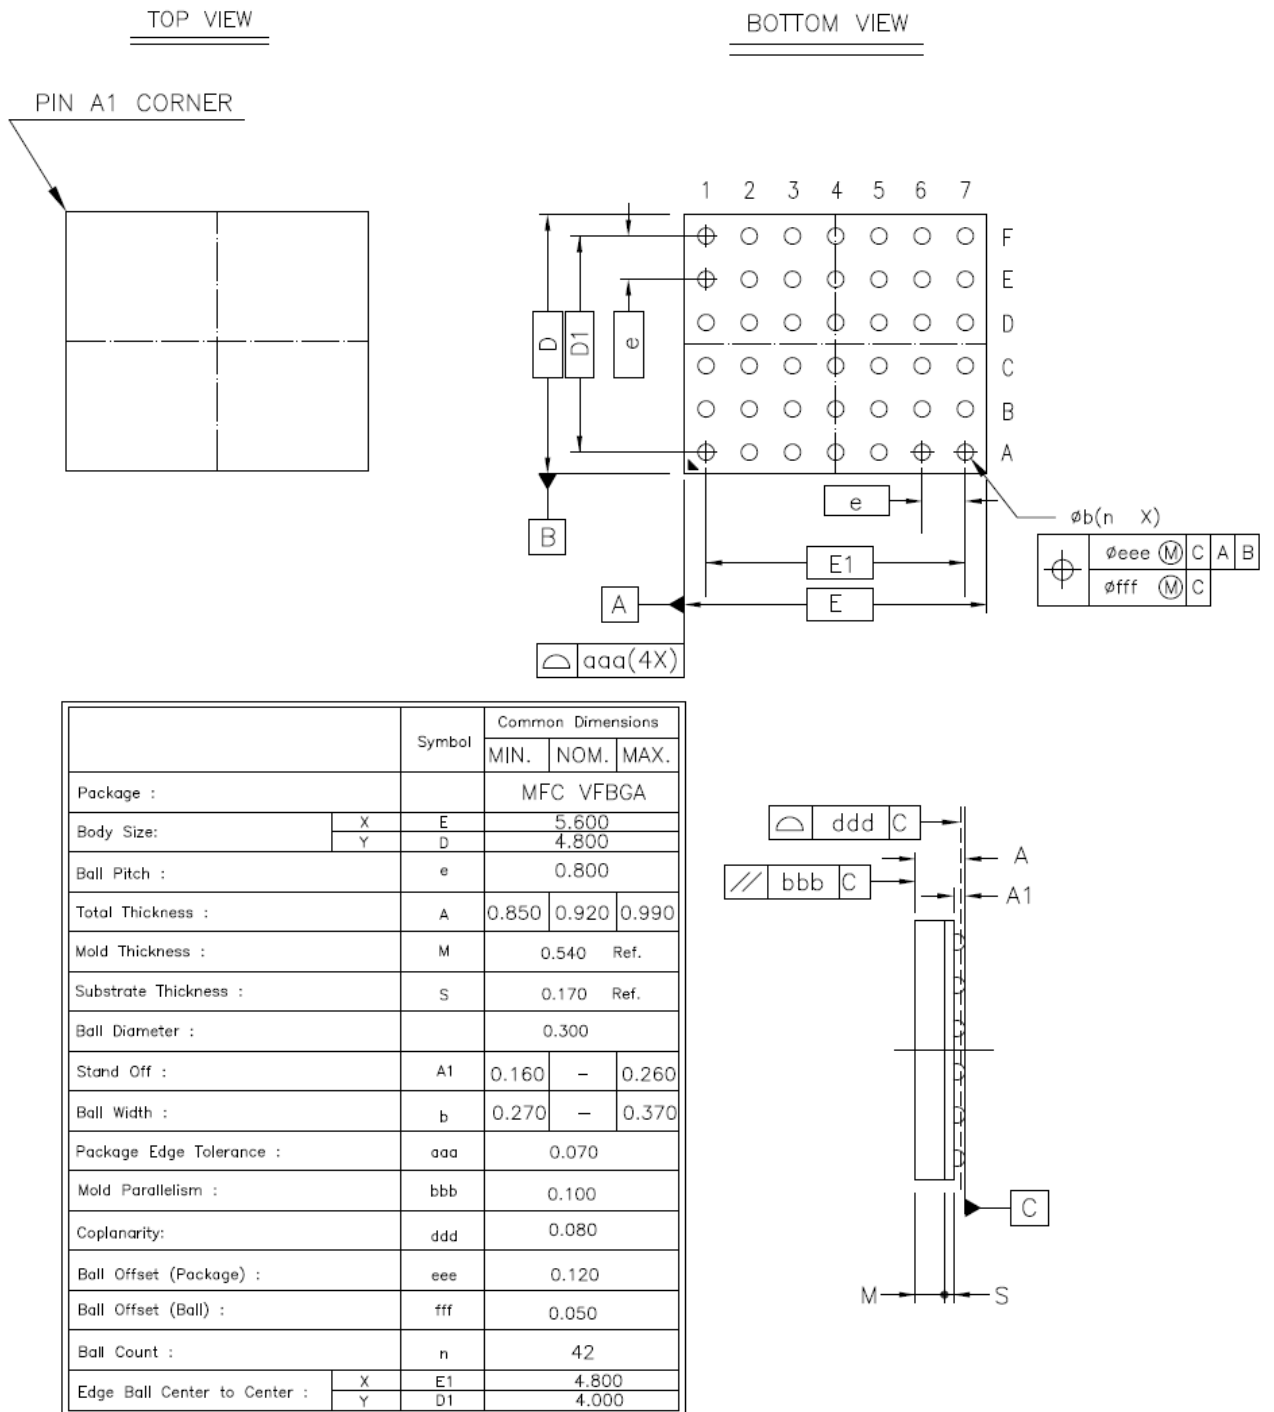 TOP VIEW
BOTTOM VIEW
PIN A1 CORNER
1 2 3 4 5 6 7
F
E
D
C
B
A
D
D1
e
e
B
E1
A
E
aaa(4X)
øb(n X)
øeee Ⓜ C A B
øfff Ⓜ C
Symbol
Common Dimensions
MIN. NOM. MAX.
Package : MFC VFBGA
Body Size: X E 5.600
Y D 4.800
Ball Pitch : e 0.800
Total Thickness : A 0.850 0.920 0.990
Mold Thickness : M 0.540 Ref.
Substrate Thickness : S 0.170 Ref.
Ball Diameter : 0.300
Stand Off : A1 0.160 – 0.260
Ball Width : b 0.270 – 0.370
Package Edge Tolerance : aaa 0.070
Mold Parallelism : bbb 0.100
Coplanarity: ddd 0.080
Ball Offset (Package) : eee 0.120
Ball Offset (Ball) : fff 0.050
Ball Count : n 42
Edge Ball Center to Center : X E1 4.800
Y D1 4.000
ddd C
A
// bbb C
A1
C
M
S